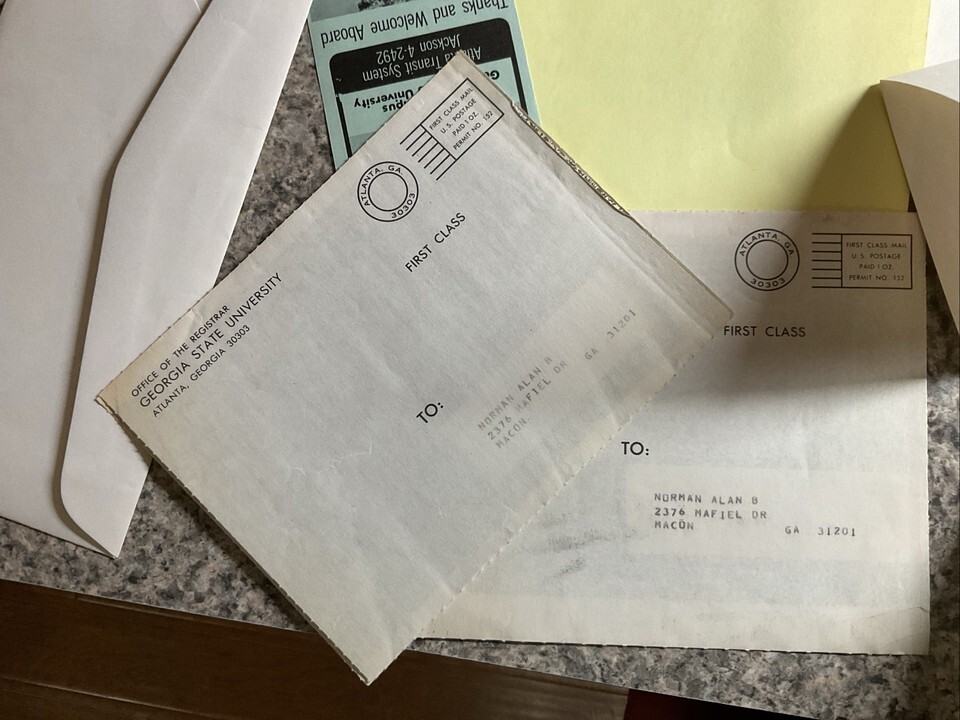 Thanks and Welcome Aboard
Transit System
JAckson 4-2492
University
FIRST CLASS MAIL
U.S. POSTAGE
PAID 1 OZ.
PERMIT NO. 152
ATLANTA, GA
30303
FIRST CLASS
OFFICE OF THE REGISTRAR
GEORGIA STATE UNIVERSITY
ATLANTA, GEORGIA 30303
TO:
NORMAN ALAN B
2376 MAFIEL DR
MACON GA 31201
ATLANTA, GA
30303
FIRST CLASS MAIL
U.S. POSTAGE
PAID 1 OZ.
PERMIT NO. 152
FIRST CLASS
TO:
NORMAN ALAN B
2376 MAFIEL DR
MACON GA 31201